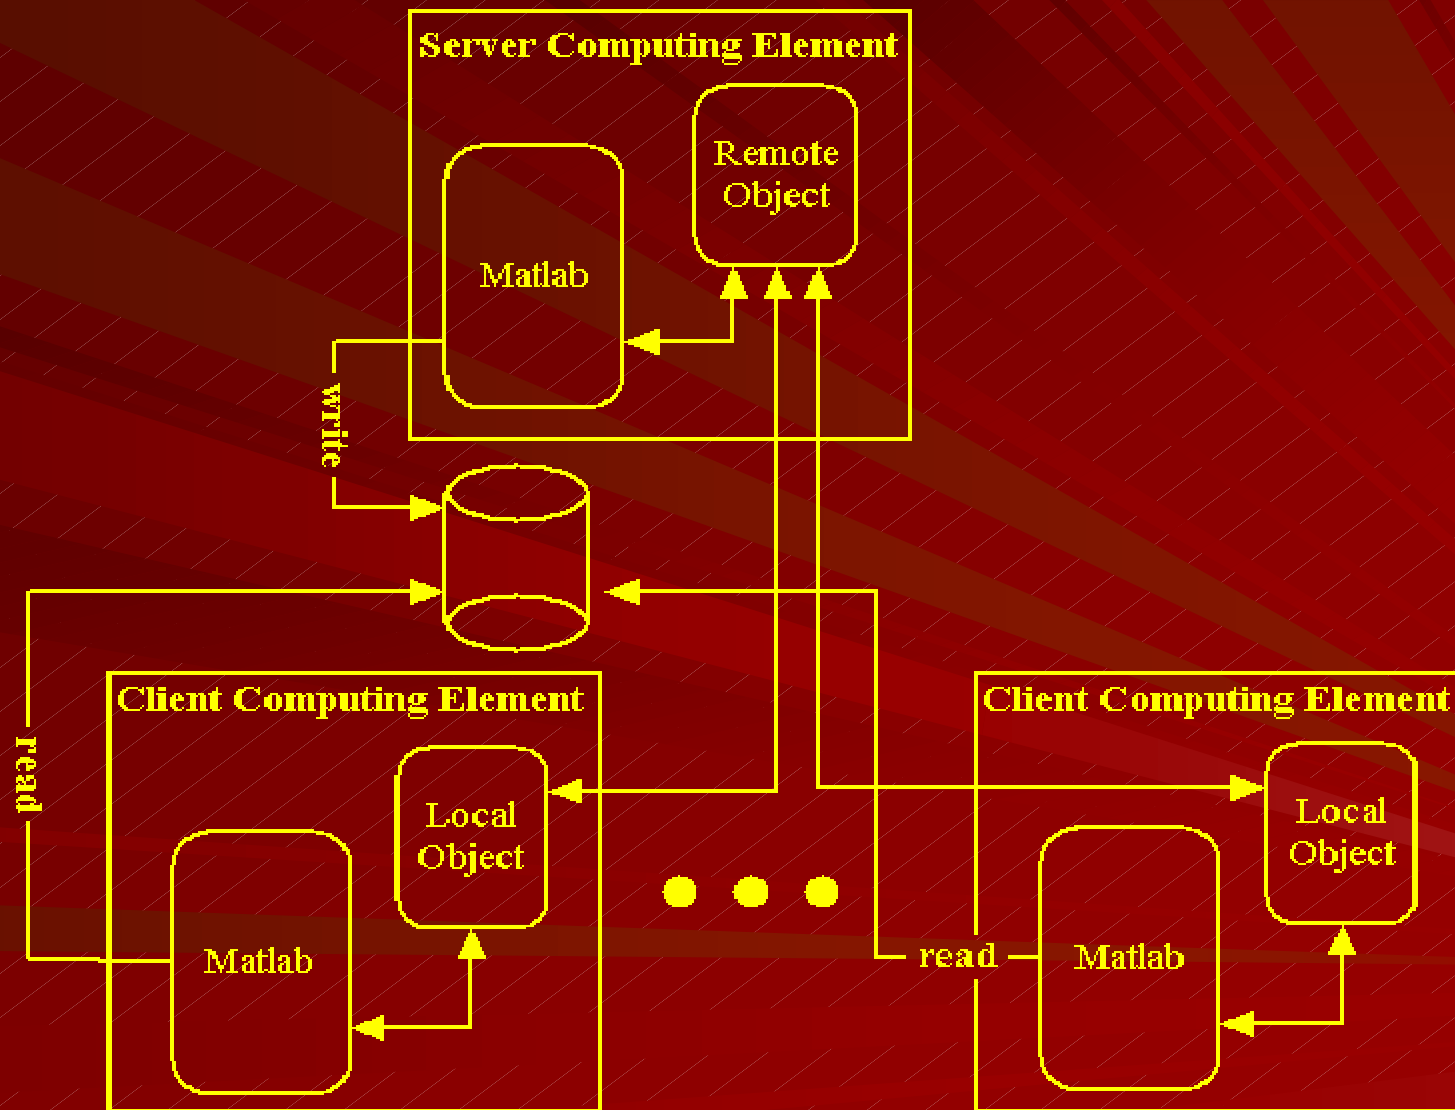 Server Computing Element
Remote
Object
Matlab
write
Client Computing Element
Client Computing Element
read
Local
Object
Local
Object
Matlab
read
Matlab